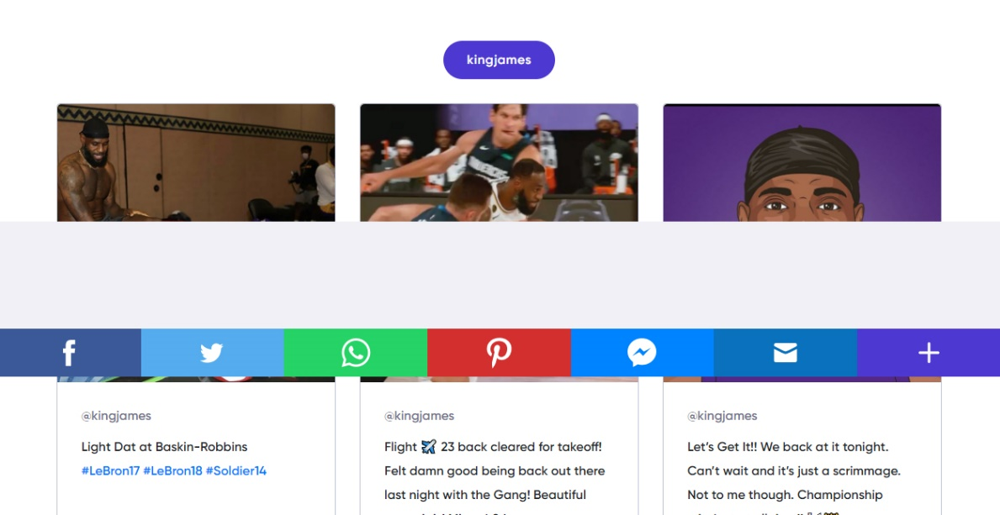 kingjames
@kingjames
Light Dat at Baskin-Robbins
#LeBron17 #LeBron18 #Soldier14
@kingjames
Flight ✈️ 23 back cleared for takeoff!
Felt damn good being back out there
last night with the Gang! Beautiful
@kingjames
Let's Get It!! We back at it tonight.
Can't wait and it's just a scrimmage.
Not to me though. Championship